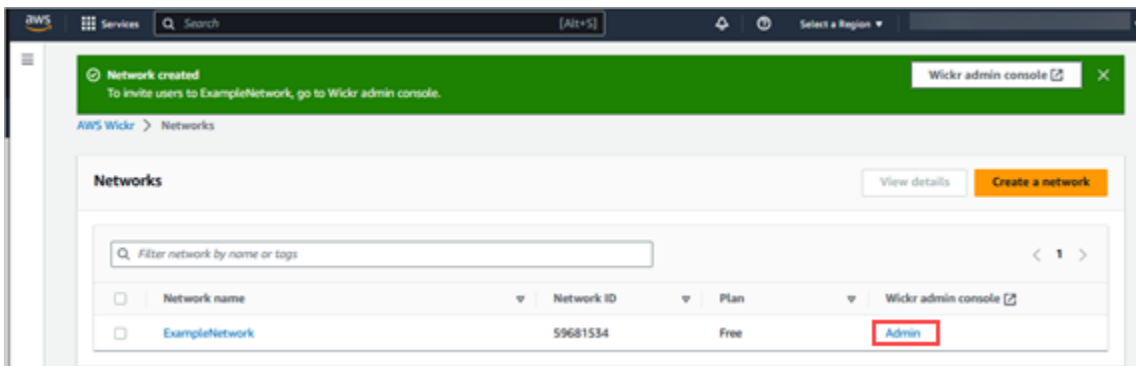 aws Services Search [Alt+S] Select a Region
Network created
To invite users to ExampleNetwork, go to Wickr admin console.
Wickr admin console
AWS Wickr > Networks
Networks
View details
Create a network
Filter network by name or tags
< 1 >
Network name Network ID Plan Wickr admin console
ExampleNetwork 59681534 Free Admin